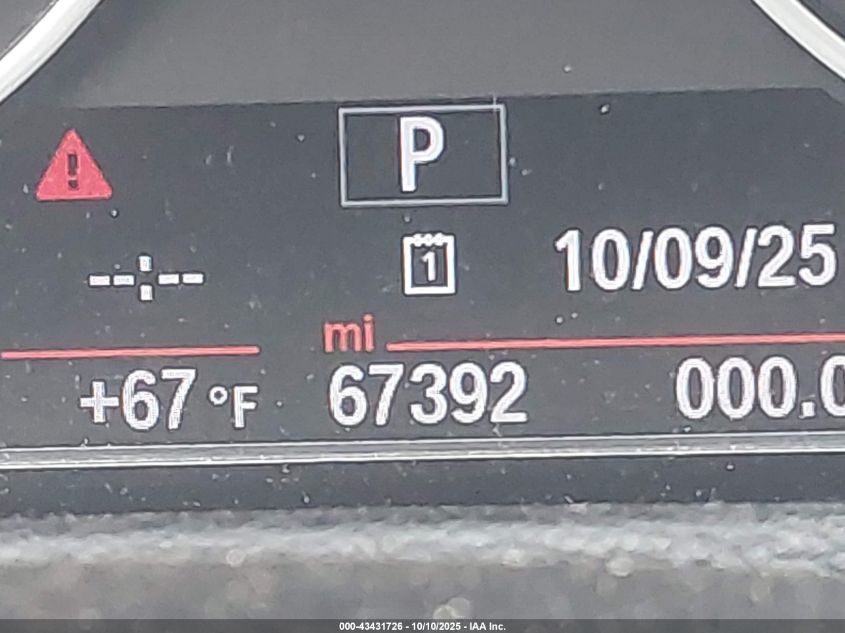 P
1 10/09/25
mi
+67 °F 67392 000.0
000-43431726 - 10/10/2025 - IAA Inc.